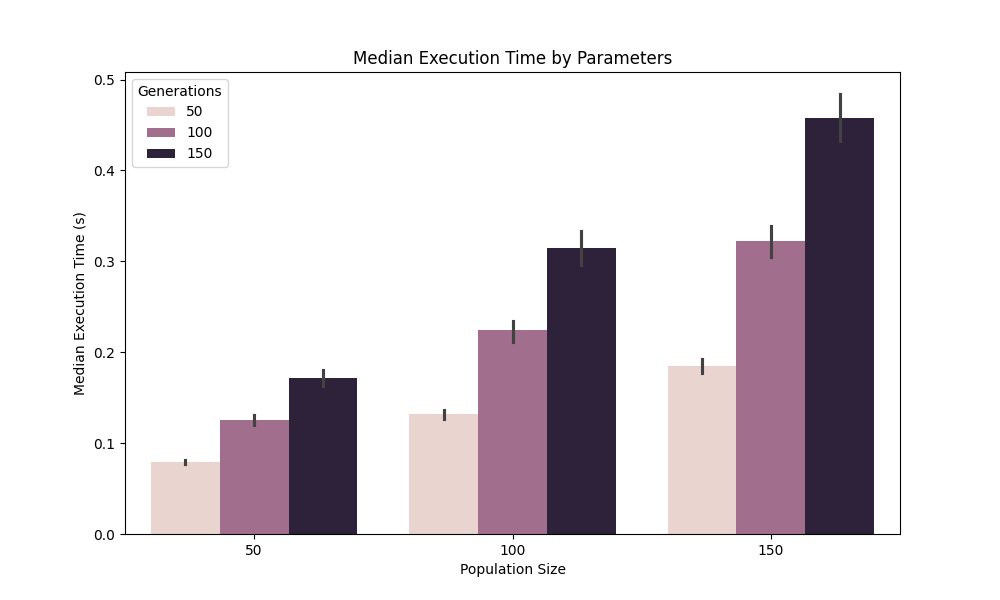 Median Execution Time by Parameters
Generations
50
100
150
0.5
0.4
0.3
0.2
0.1
0.0
Median Execution Time (s)
50 100 150
Population Size